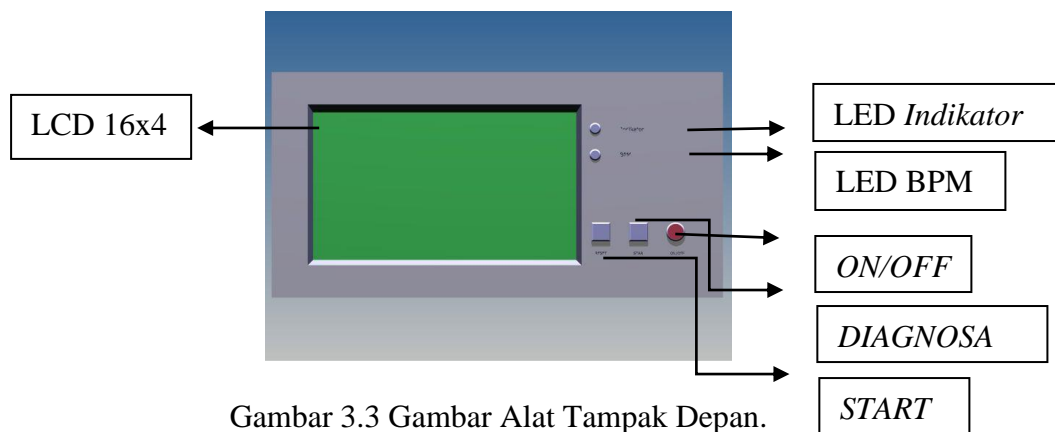 LCD 16x4
LED Indikator
LED BPM
ON/OFF
DIAGNOSA
START
Gambar 3.3 Gambar Alat Tampak Depan.